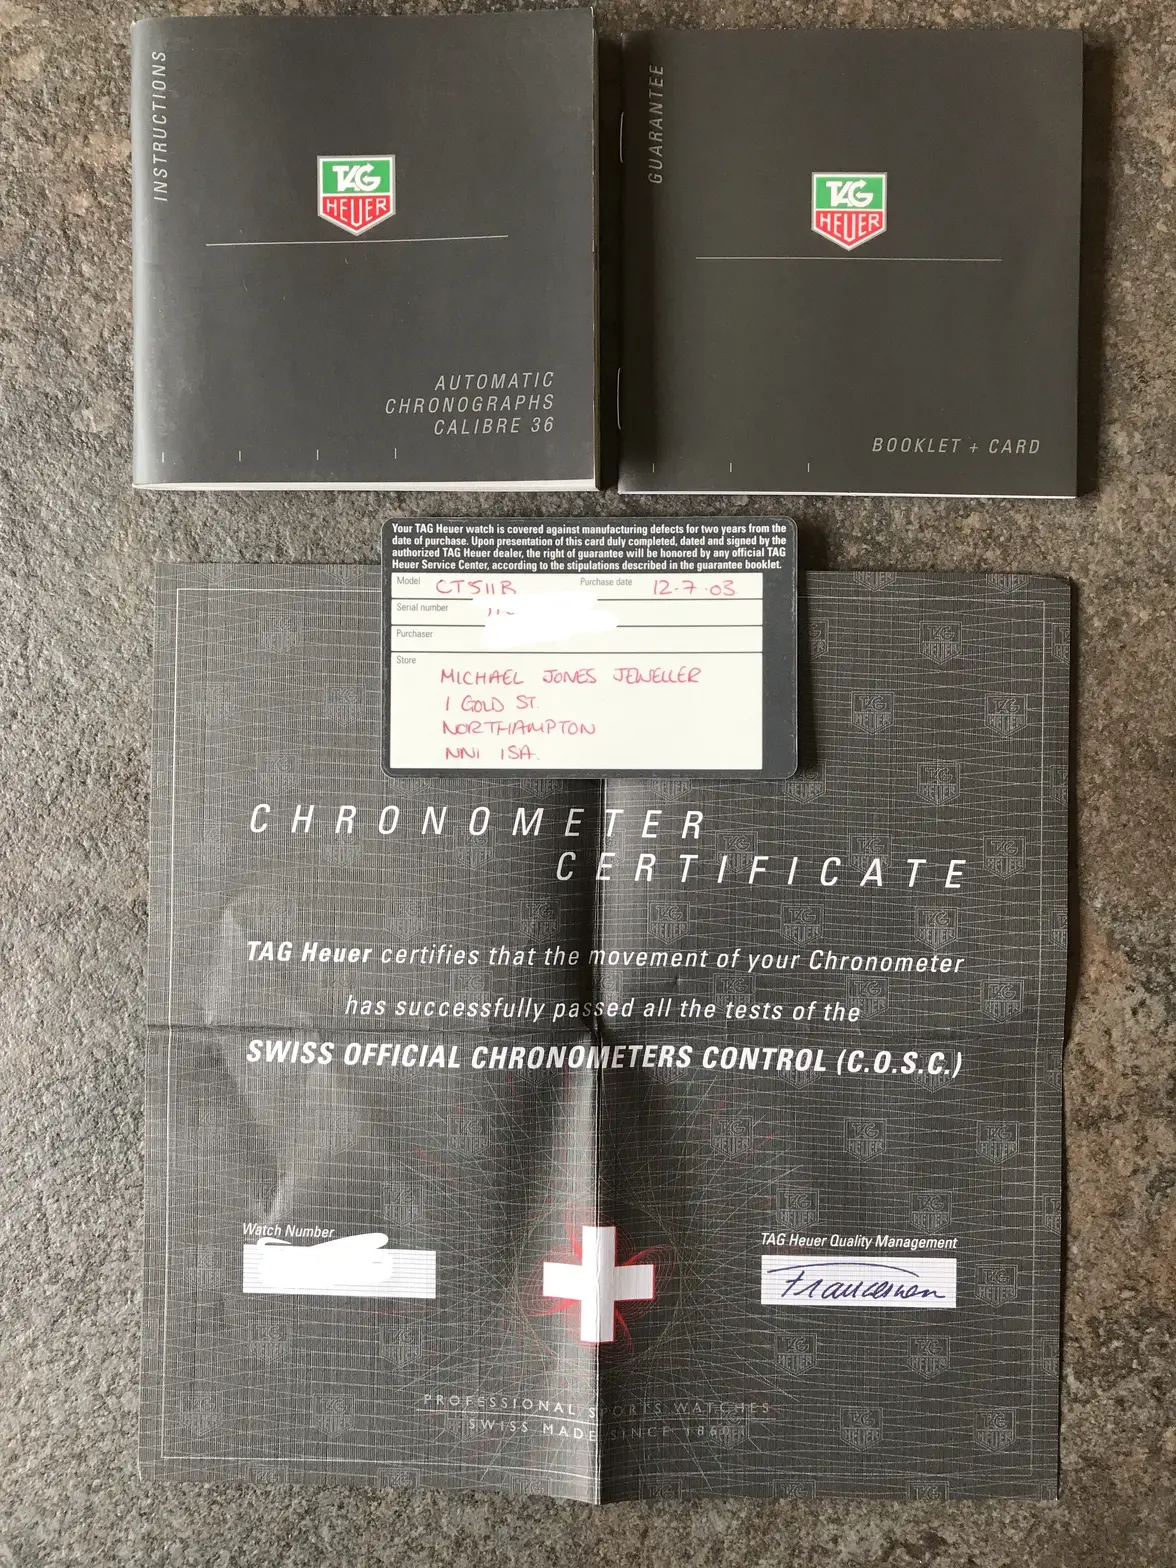 INSTRUCTIONS
TAG
HEUER
AUTOMATIC
CHRONOGRAPHS
CALIBRE 36
GUARANTEE
TAG
HEUER
BOOKLET + CARD
Your TAG Heuer watch is covered against manufacturing defects for two years from the
date of purchase. Upon presentation of this card duly completed, dated and signed by the
authorized TAG Heuer dealer, the right of guarantee will be honored by any official TAG
Heuer Service Center, according to the stipulations described in the guarantee booklet.
Model CT511R Purchase date 12-7-03
Serial number
Purchaser
Store
MICHAEL JONES JEWELLER
1 GOLD ST.
NORTHAMPTON
NN1 1SA.
CHRONOMETER
CERTIFICATE
TAG Heuer certifies that the movement of your Chronometer
has successfully passed all the tests of the
SWISS OFFICIAL CHRONOMETERS CONTROL (C.O.S.C.)
Watch Number
TAG Heuer Quality Management
PROFESSIONAL SPORTS WATCHES
SWISS MADE SINCE 1860